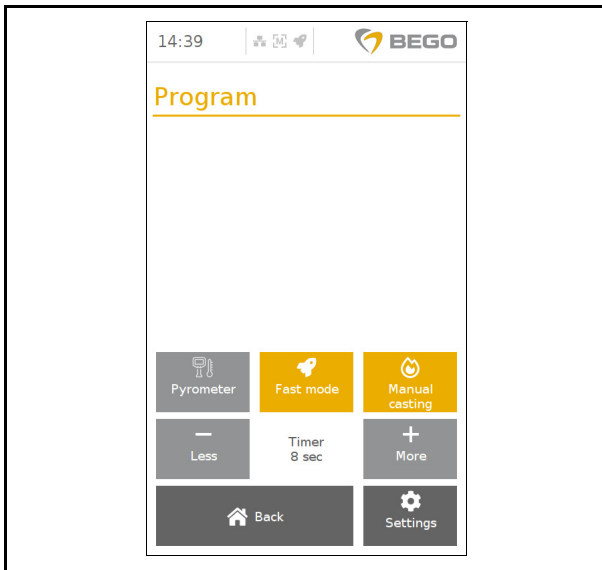 14:39
M
BEGO
Program
Pyrometer
Fast mode
Manual
casting
Less
Timer
8 sec
More
Back
Settings